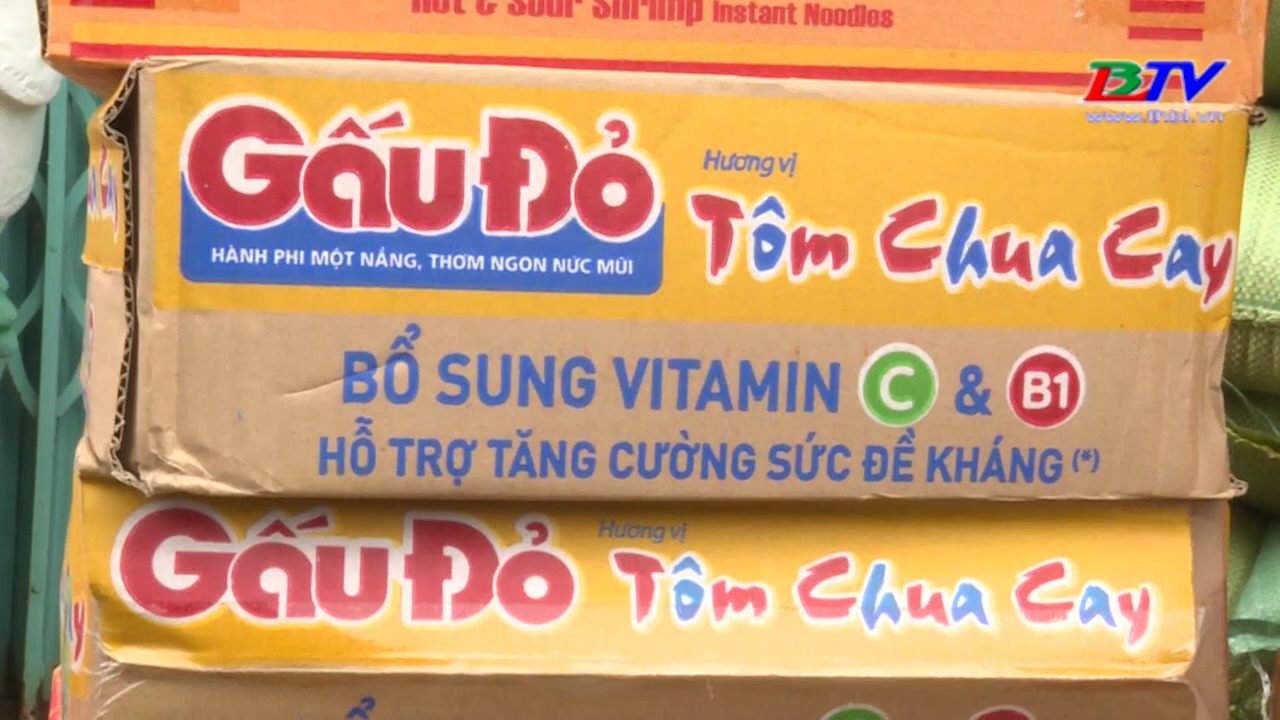 Hot & Sour Shrimp Instant Noodles
BTV
www.thbt.vn
Gấu Đỏ
HÀNH PHI MỘT NẮNG, THƠM NGON NỨC MŨI
Hương vị
Tôm Chua Cay
BỔ SUNG VITAMIN C & B1
HỖ TRỢ TĂNG CƯỜNG SỨC ĐỀ KHÁNG (*)
Gấu Đỏ
Hương vị
Tôm Chua Cay